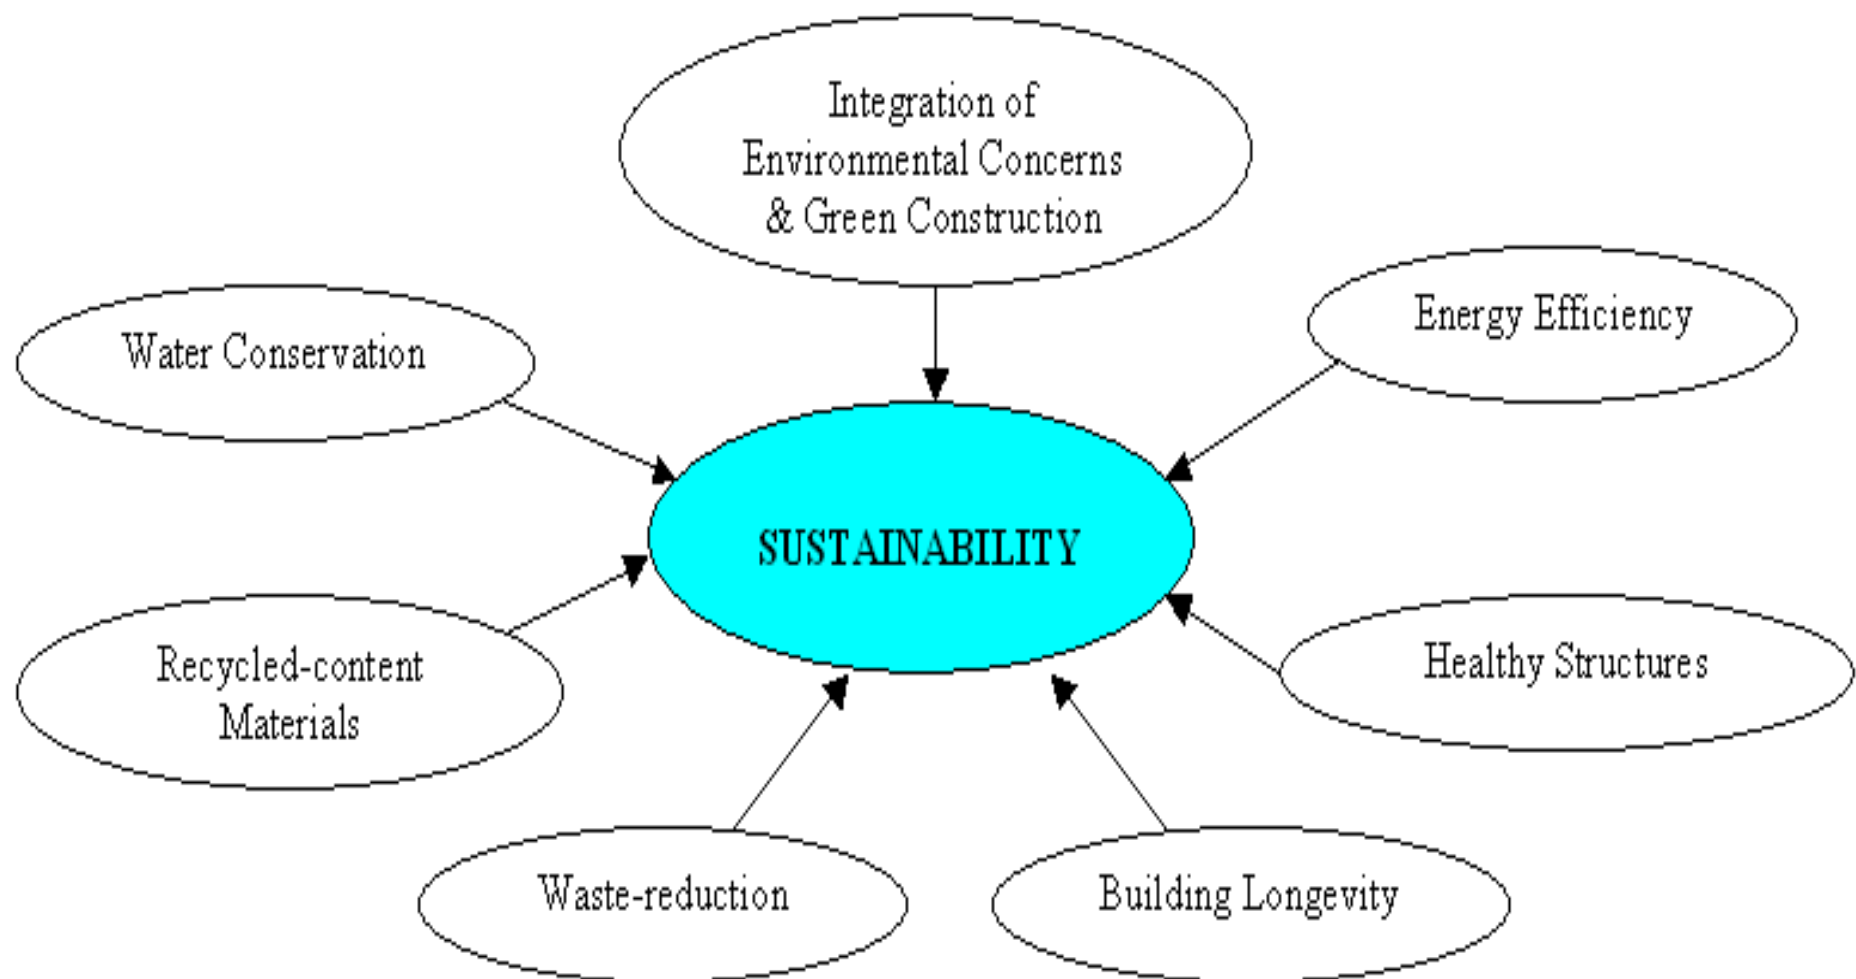 Integration of
Environmental Concerns
& Green Construction
Energy Efficiency
Water Conservation
SUSTAINABILITY
Recycled-content
Materials
Healthy Structures
Waste-reduction
Building Longevity